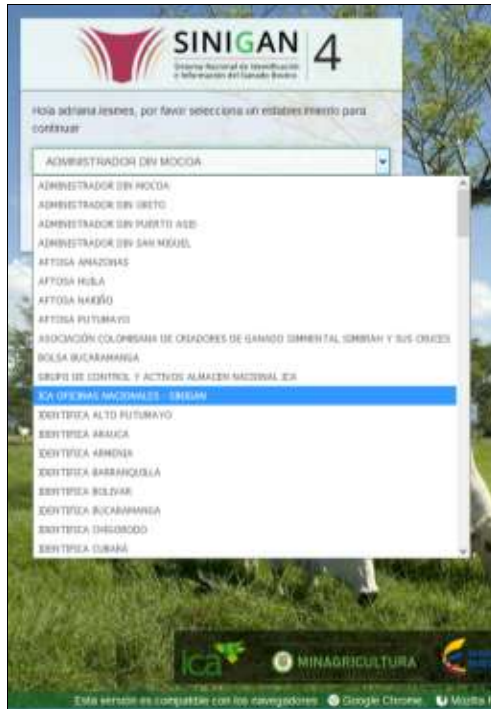 SINIGAN 4
Sistema Nacional de Identificación
e Información del Ganado Bovino
Hola adriana lesmes, por favor selecciona un establecimiento para
continuar
ADMINISTRADOR DIN MOCOA
ADMINISTRADOR DIN MOCOA
ADMINISTRADOR DIN ORITO
ADMINISTRADOR DIN PUERTO ASIS
ADMINISTRADOR DIN SAN MIGUEL
AFTOSA AMAZONAS
AFTOSA HUILA
AFTOSA NARIÑO
AFTOSA PUTUMAYO
ASOCIACIÓN COLOMBIANA DE CRIADORES DE GANADO SIMMENTAL SIMBRAH Y SUS CRUCES
BOLSA BUCARAMANGA
GRUPO DE CONTROL Y ACTIVOS ALMACEN NACIONAL ICA
ICA OFICINAS NACIONALES - SINIGAN
IDENTIFICA ALTO PUTUMAYO
IDENTIFICA ARAUCA
IDENTIFICA ARMENIA
IDENTIFICA BARRANQUILLA
IDENTIFICA BOLIVAR
IDENTIFICA BUCARAMANGA
IDENTIFICA CHIGORODO
IDENTIFICA CUBARÁ
ica
MINAGRICULTURA
Esta versión es compatible con los navegadores Google Chrome Mozilla